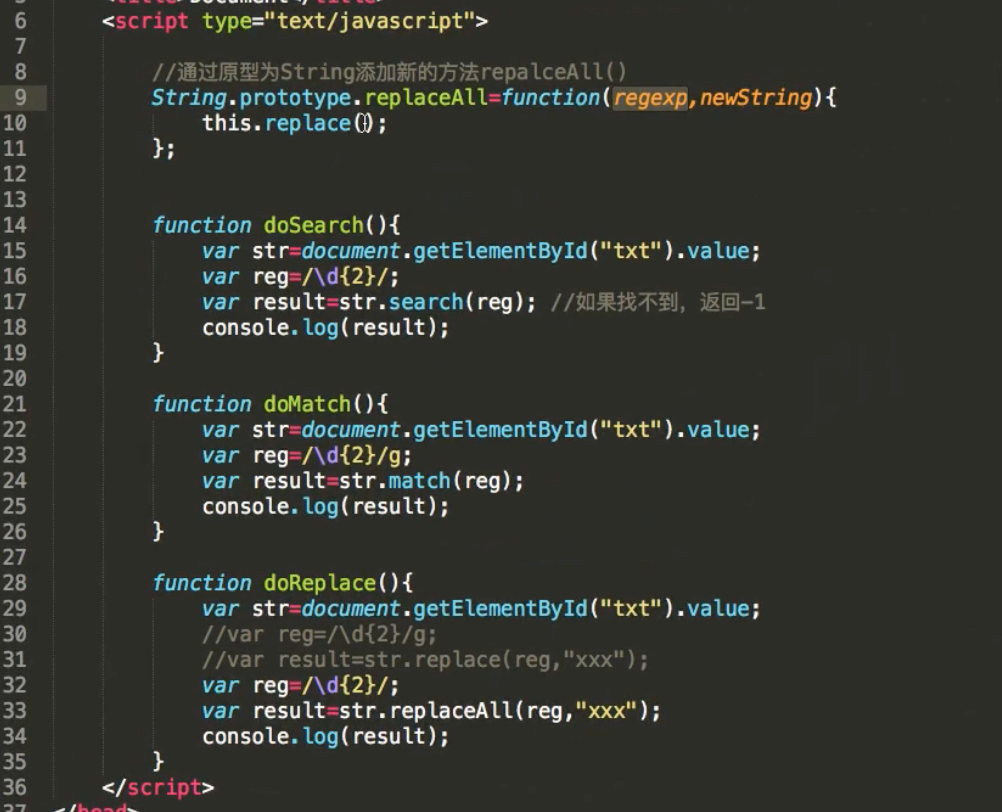 6 <script type="text/javascript">
7
8 //通过原型为String添加新的方法repalceAll()
9 String.prototype.replaceAll=function(regexp,newString){
10 this.replace();
11 };
12
13
14 function doSearch(){
15 var str=document.getElementById("txt").value;
16 var reg=/\d{2}/;
17 var result=str.search(reg); //如果找不到，返回-1
18 console.log(result);
19 }
20
21 function doMatch(){
22 var str=document.getElementById("txt").value;
23 var reg=/\d{2}/g;
24 var result=str.match(reg);
25 console.log(result);
26 }
27
28 function doReplace(){
29 var str=document.getElementById("txt").value;
30 //var reg=/\d{2}/g;
31 //var result=str.replace(reg,"xxx");
32 var reg=/\d{2}/;
33 var result=str.replaceAll(reg,"xxx");
34 console.log(result);
35 }
36 </script>
37 </head>